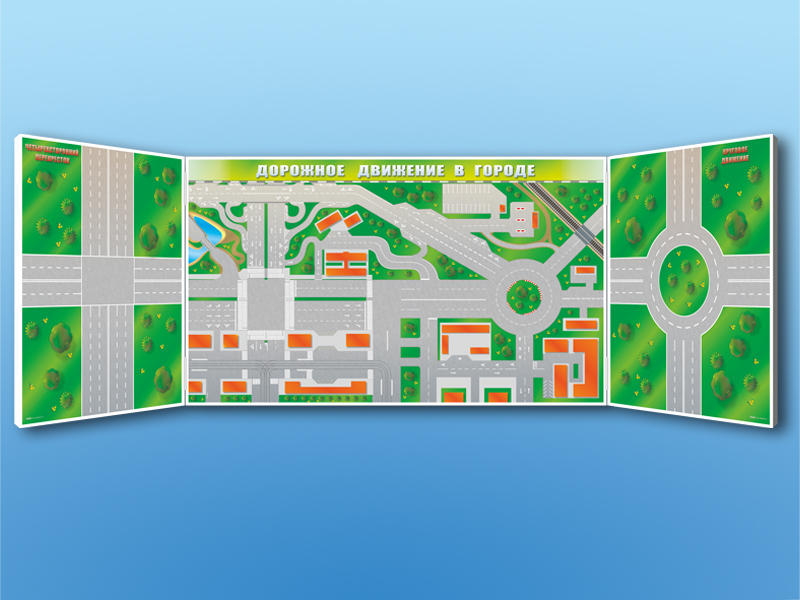 ЧЕТЫРЕХСТОРОННИЙ
ПЕРЕКРЕСТОК
ДОРОЖНОЕ ДВИЖЕНИЕ В ГОРОДЕ
КРУГОВОЕ
ДВИЖЕНИЕ